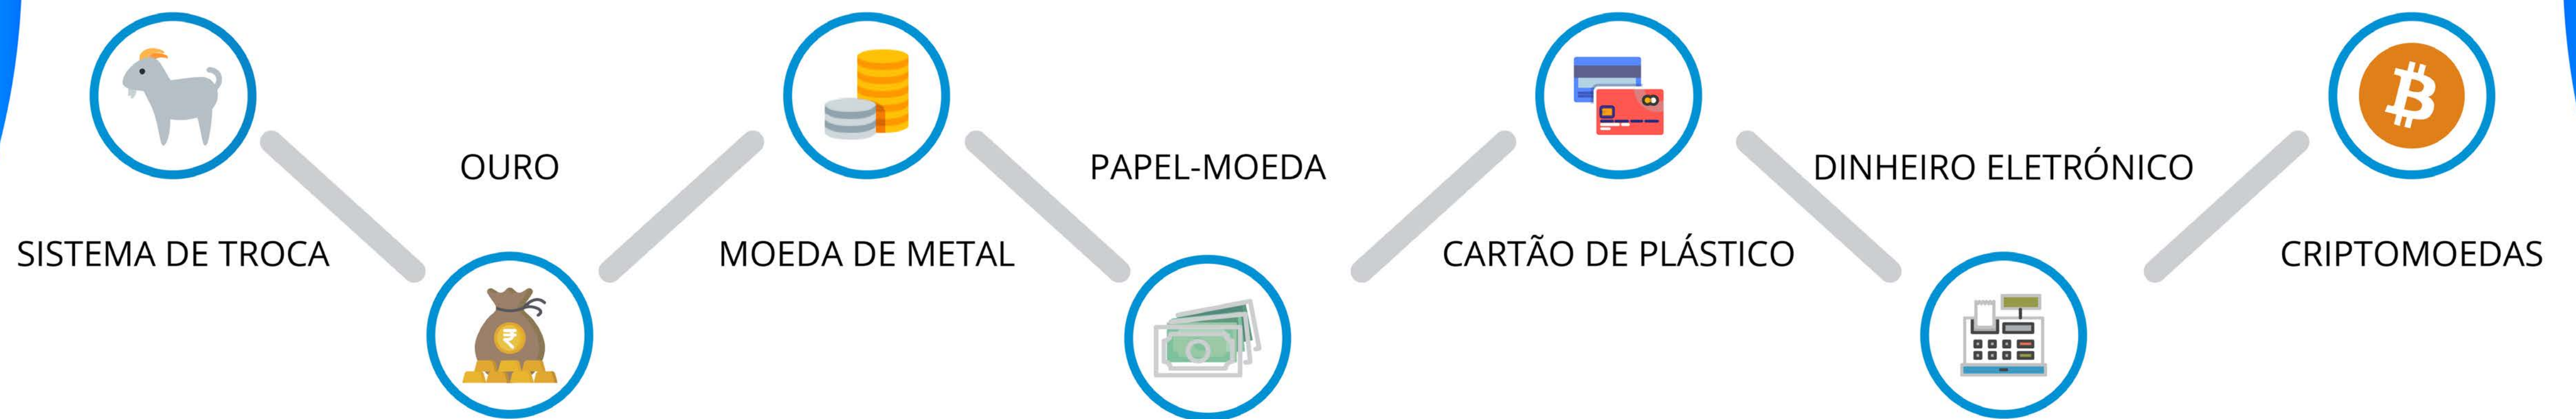 SISTEMA DE TROCA
OURO
MOEDA DE METAL
PAPEL-MOEDA
CARTÃO DE PLÁSTICO
DINHEIRO ELETRÓNICO
CRIPTOMOEDAS